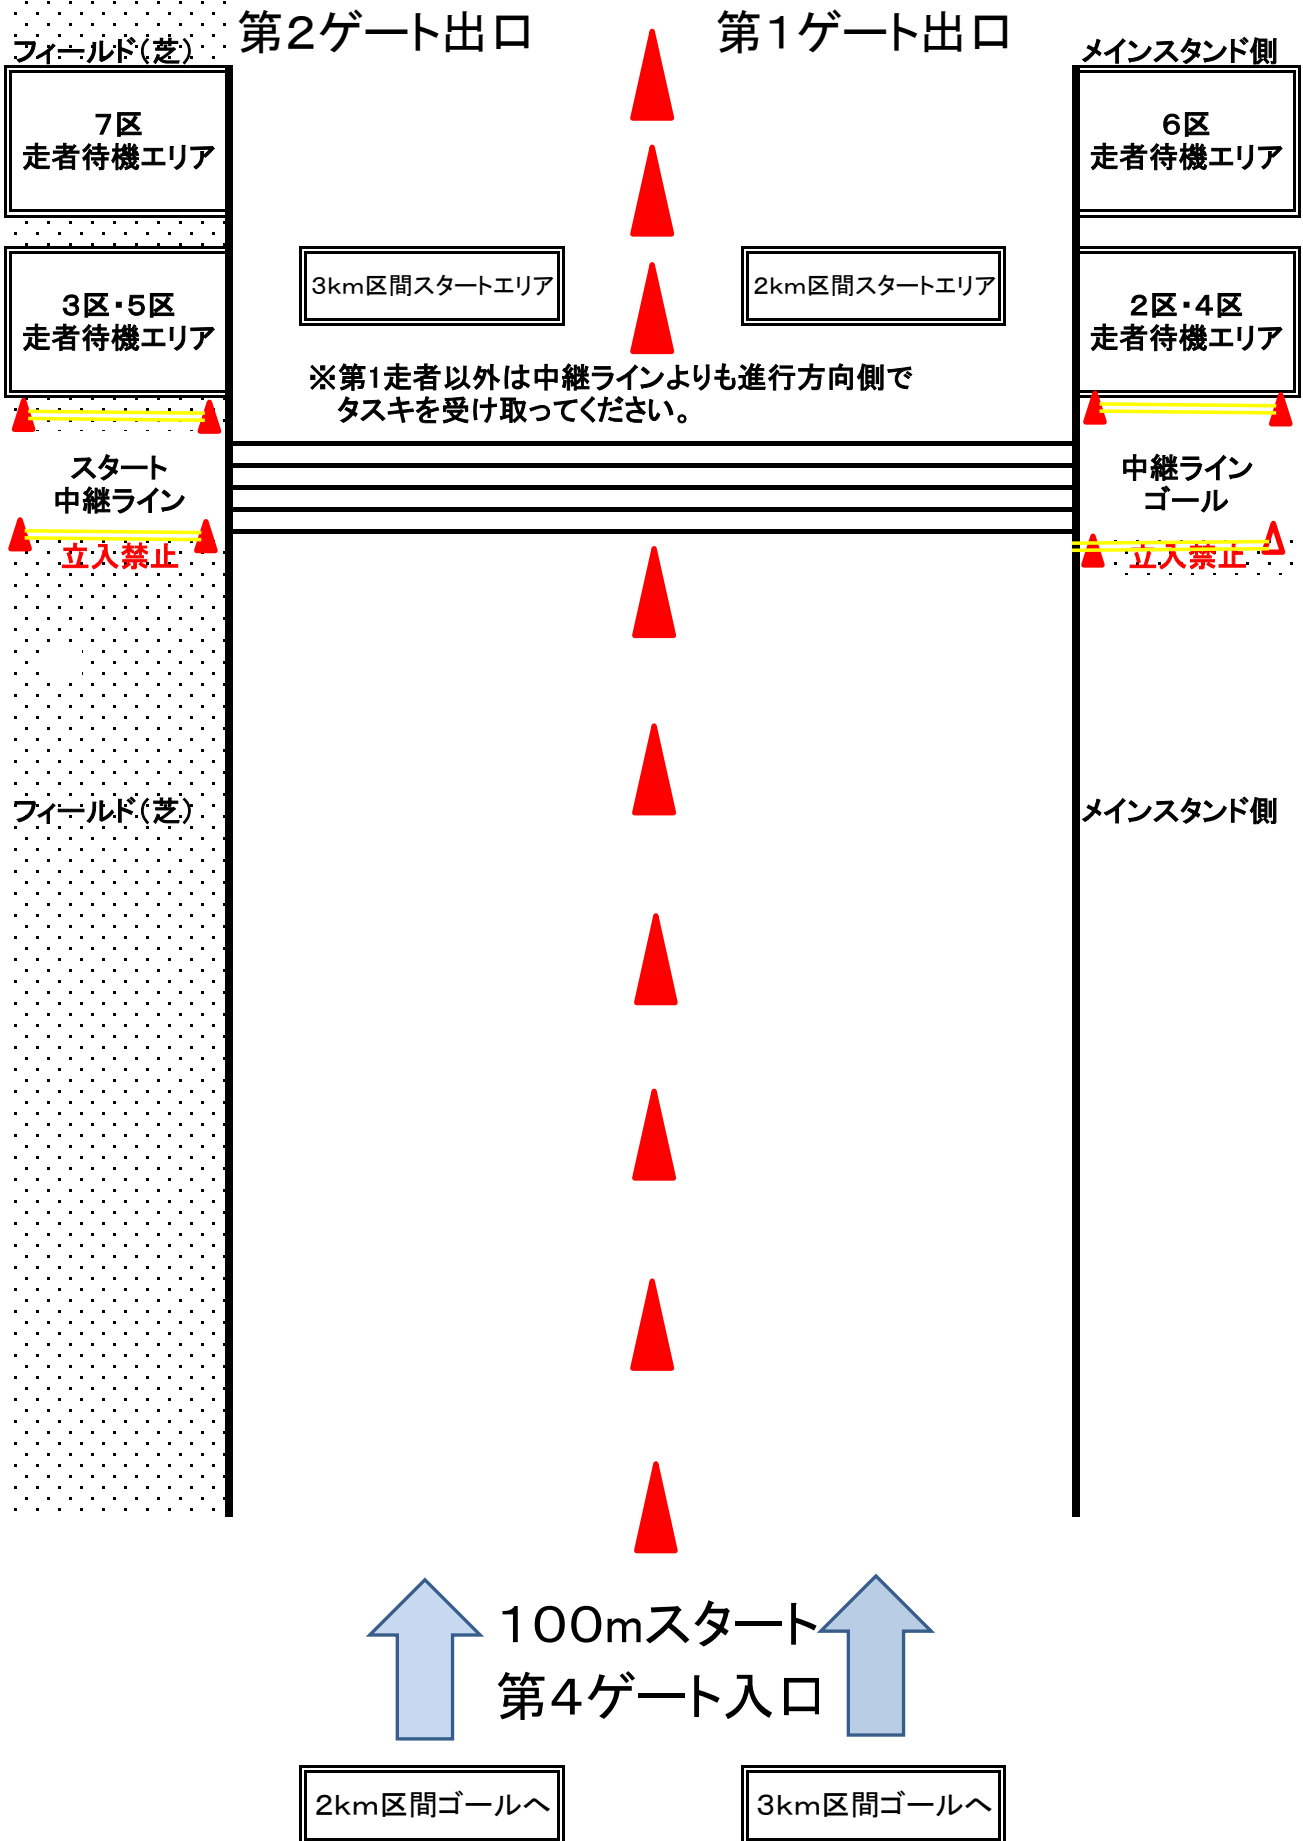 第２ゲート出口
第１ゲート出口
フィールド（芝）
メインスタンド側
７区
走者待機エリア
６区
走者待機エリア
３km区間スタートエリア
２km区間スタートエリア
３区・５区
走者待機エリア
２区・４区
走者待機エリア
※第1走者以外は中継ラインよりも進行方向側で
タスキを受け取ってください。
スタート
中継ライン
中継ライン
ゴール
立入禁止
立入禁止
フィールド（芝）
メインスタンド側
１００mスタート
第４ゲート入口
２km区間ゴールへ
３km区間ゴールへ